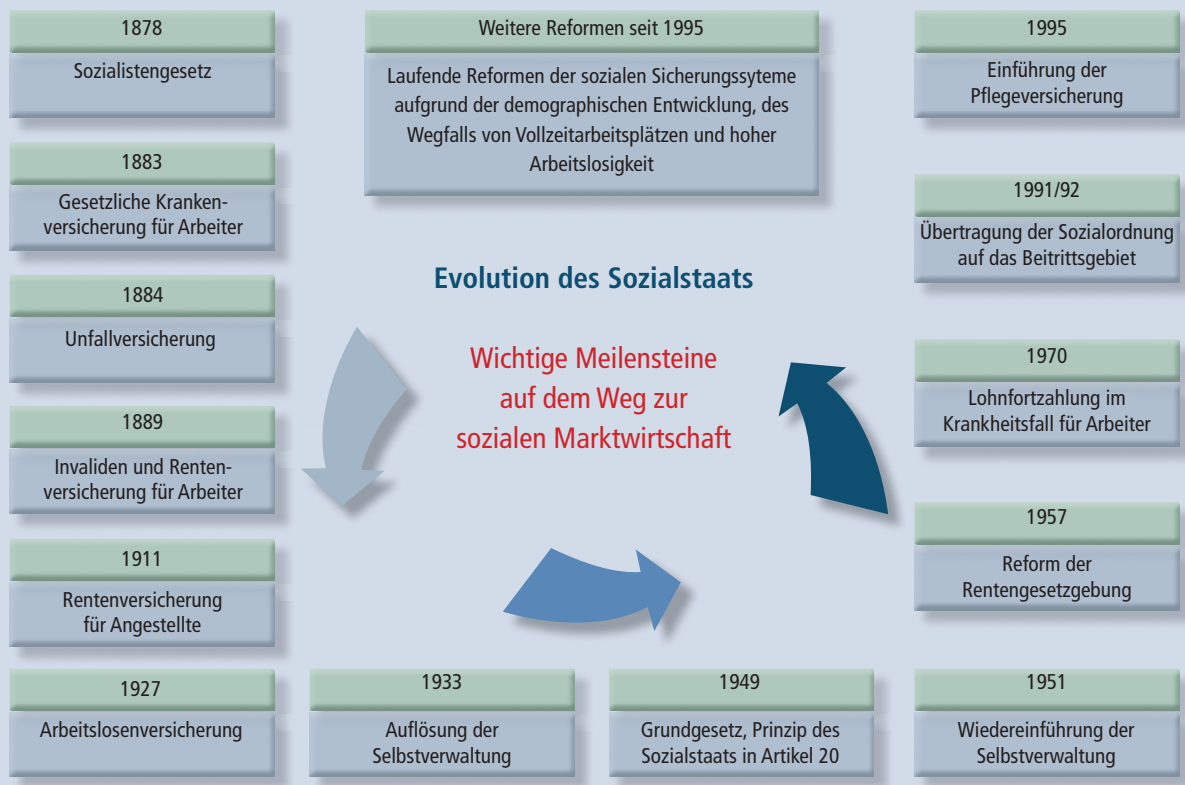 1878
Sozialistengesetz
1883
Gesetzliche Kranken-
versicherung für Arbeiter
1884
Unfallversicherung
1889
Invaliden und Renten-
versicherung für Arbeiter
1911
Rentenversicherung
für Angestellte
1927
Arbeitslosenversicherung
1933
Auflösung der
Selbstverwaltung
1949
Grundgesetz, Prinzip des
Sozialstaats in Artikel 20
1951
Wiedereinführung der
Selbstverwaltung
1957
Reform der
Rentengesetzgebung
1970
Lohnfortzahlung im
Krankheitsfall für Arbeiter
1991/92
Übertragung der Sozialordnung
auf das Beitrittsgebiet
1995
Einführung der
Pflegeversicherung
Weitere Reformen seit 1995
Laufende Reformen der sozialen Sicherungssyteme
aufgrund der demographischen Entwicklung, des
Wegfalls von Vollzeitarbeitsplätzen und hoher
Arbeitslosigkeit
Evolution des Sozialstaats
Wichtige Meilensteine
auf dem Weg zur
sozialen Marktwirtschaft